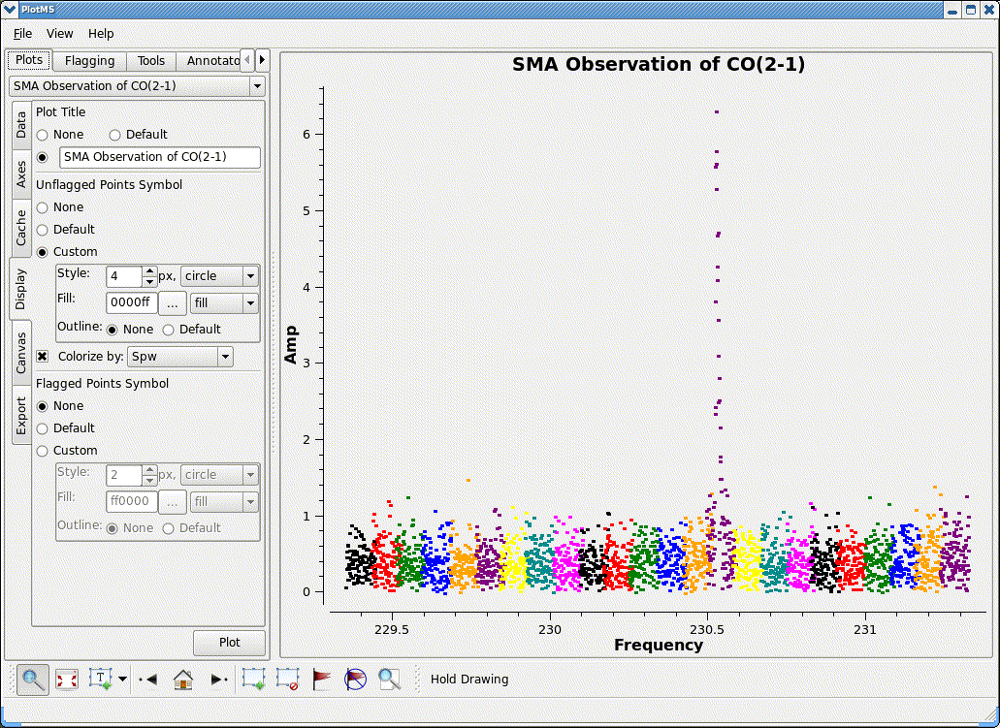 PlotMS
File View Help
Plots Flagging Tools Annotato
SMA Observation of CO(2-1)
Data
Axes
Cache
Display
Canvas
Export
Plot Title
None Default
SMA Observation of CO(2-1)
Unflagged Points Symbol
None
Default
Custom
Style: 4 px, circle
Fill: 0000ff ... fill
Outline: None Default
Colorize by: Spw
Flagged Points Symbol
None
Default
Custom
Style: 2 px, circle
Fill: ff0000 ... fill
Outline: None Default
Plot
SMA Observation of CO(2-1)
Amp
6
5
4
3
2
1
0
229.5 230 230.5 231
Frequency
T
Hold Drawing